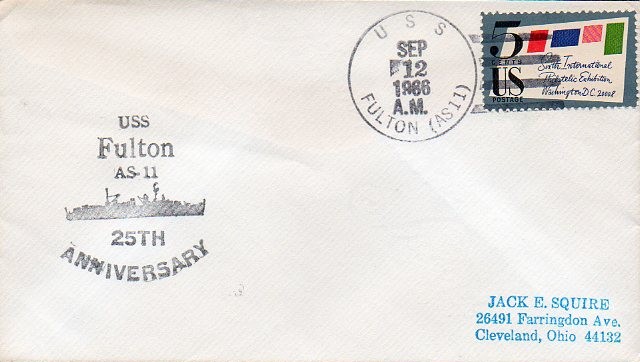 USS
Fulton
AS-11
25TH
ANNIVERSARY
USS
SEP
12
1966
A.M.
FULTON (AS11)
5
CENTS
US
POSTAGE
Sixth International
Philatelic Exhibition,
Washington D.C. 20008
JACK E. SQUIRE
26491 Farringdon Ave.
Cleveland, Ohio 44132